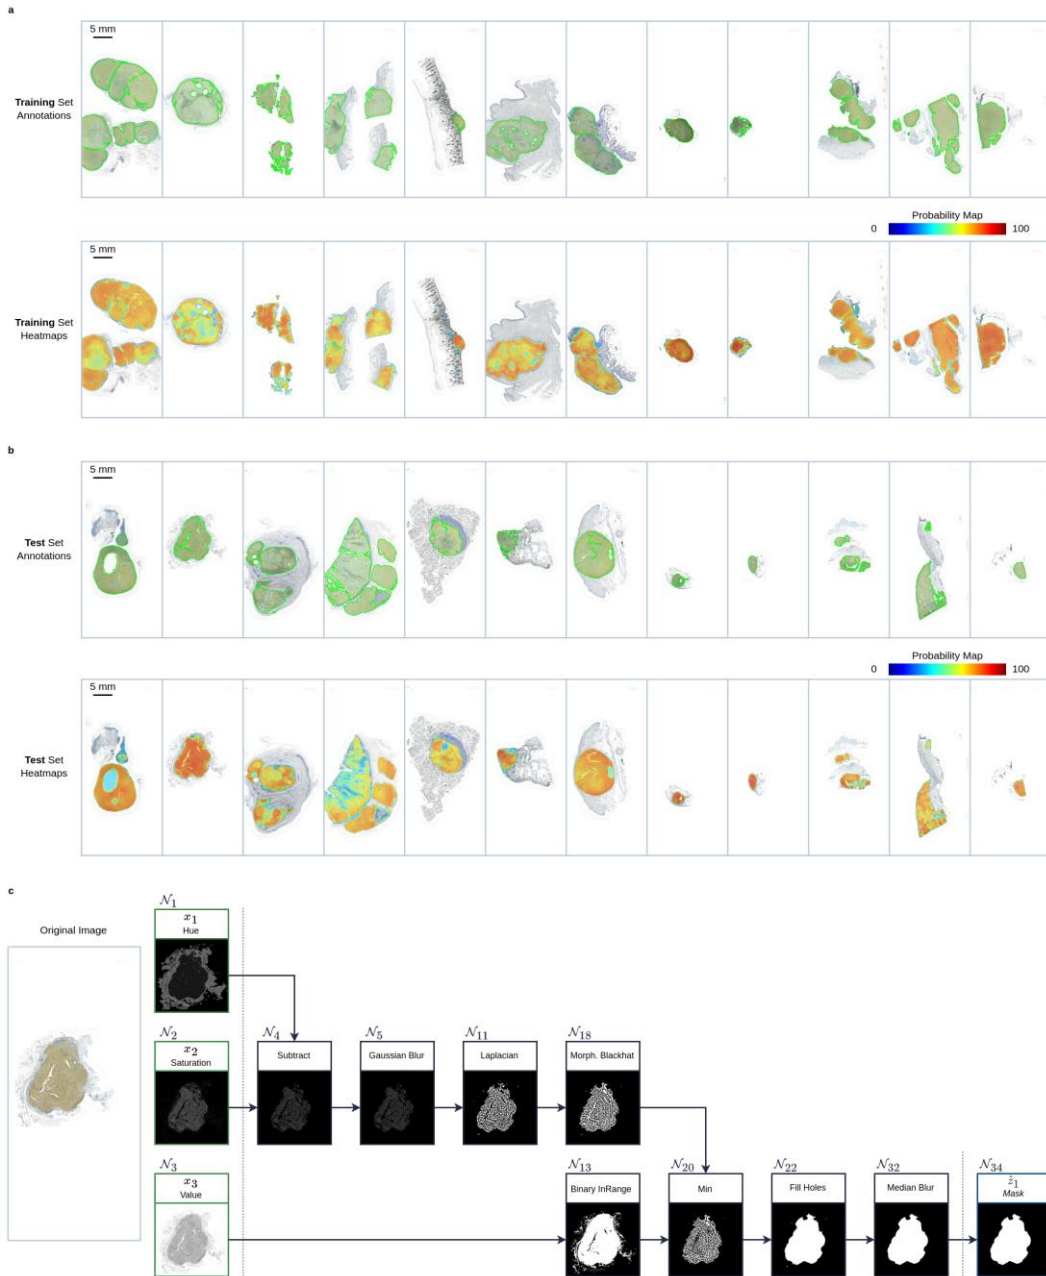 a
5 mm
Training Set
Annotations
Probability Map
0 100
5 mm
Training Set
Heatmaps
b
5 mm
Test Set
Annotations
Probability Map
0 100
5 mm
Test Set
Heatmaps
c
Original Image
𝒩₁
x₁
Hue
𝒩₂
x₂
Saturation
𝒩₄
Subtract
𝒩₅
Gaussian Blur
𝒩₁₁
Laplacian
𝒩₁₈
Morph. Blackhat
𝒩₃
x₃
Value
𝒩₁₃
Binary InRange
𝒩₂₀
Min
𝒩₂₂
Fill Holes
𝒩₃₂
Median Blur
𝒩₃₄
ẑ₁
Mask